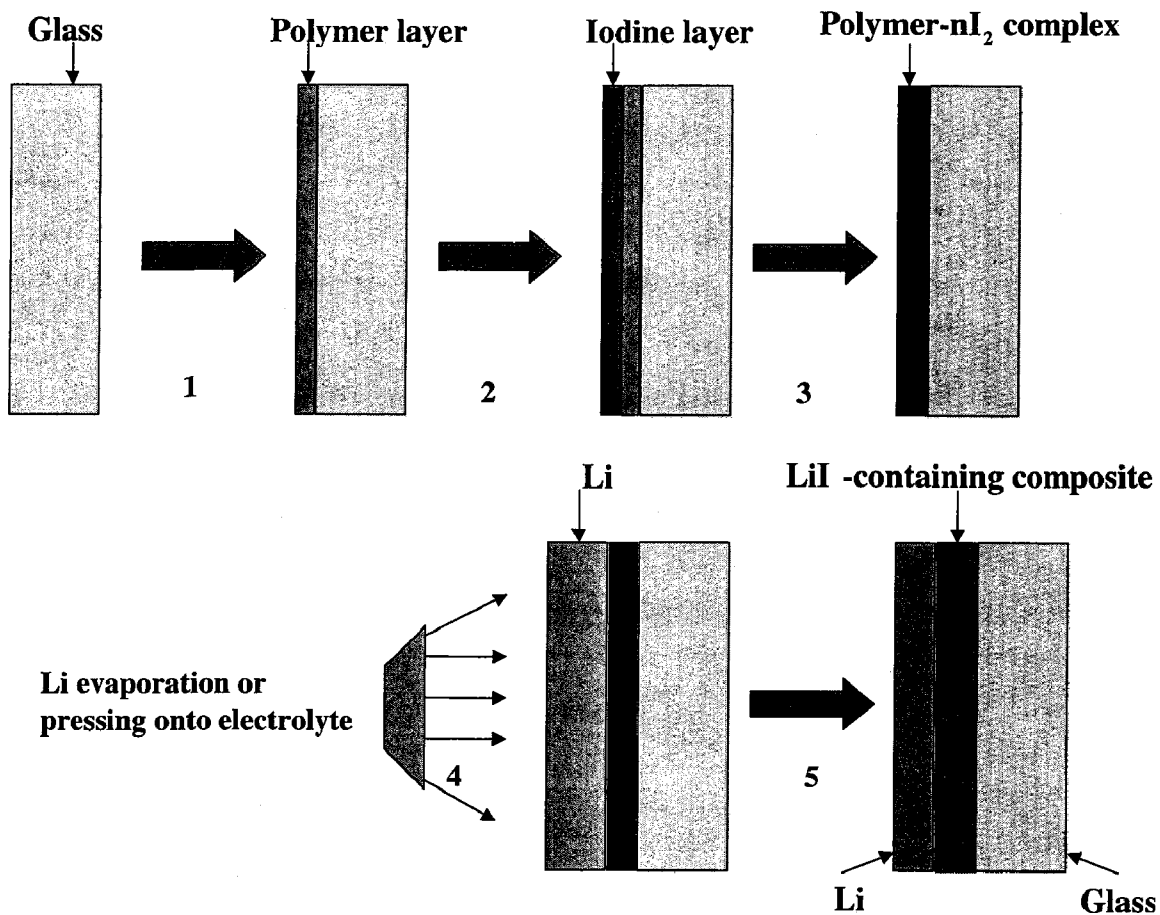 Glass
Polymer layer
Iodine layer
Polymer-nI₂ complex
1
2
3
Li
LiI -containing composite
Li evaporation or
pressing onto electrolyte
4
5
Li
Glass